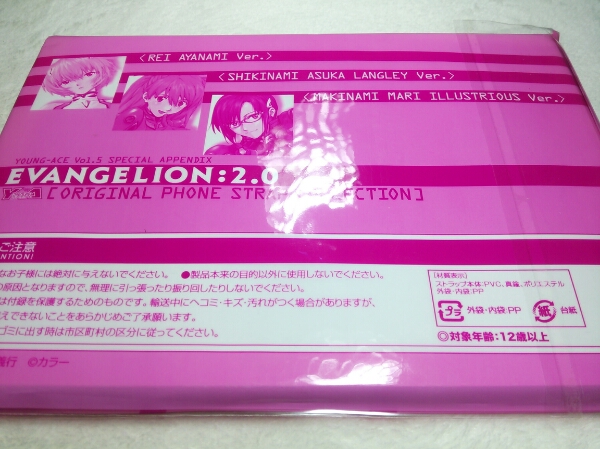 <REI AYANAMI Ver.>
<SHIKINAMI ASUKA LANGLEY Ver.>
<MAKINAMI MARI ILLUSTRIOUS Ver.>
YOUNG-ACE Vol.5 SPECIAL APPENDIX
EVANGELION:2.0
[ORIGINAL PHONE STRAP COLLECTION]
ご注意
ENTION!
なお子様には絶対に与えないでください。 ●製品本来の目的以外に使用しないでください。
の原因となりますので、無理に引っ張ったり振り回したりしないでください。
は付録を保護するためのものです。輸送中にヘコミ・キズ・汚れがつく場合がありますが、
えできないことをあらかじめご了承願います。
ゴミに出す時は市区町村の区分に従ってください。
発行 ©カラー
[材質表示]
ストラップ本体:PVC、真鍮、ポリエステル
外袋・内袋:PP
プラ 外袋・内袋:PP 紙 台紙
◎対象年齢:12歳以上